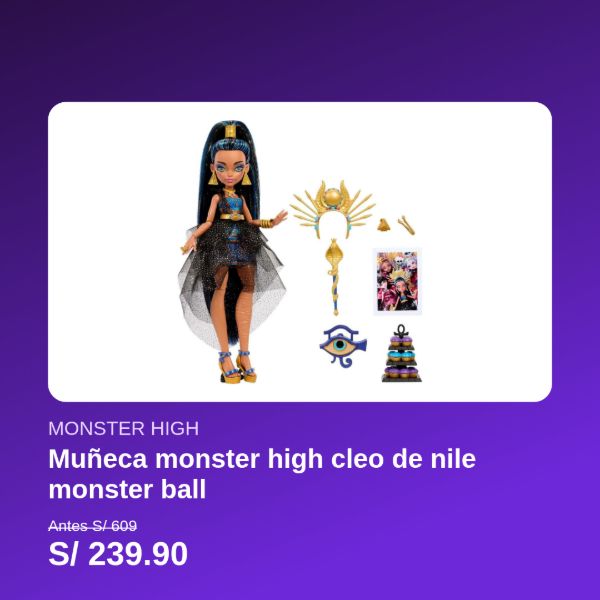 MONSTER HIGH
Muñeca monster high cleo de nile
monster ball
Antes S/ 609
S/ 239.90